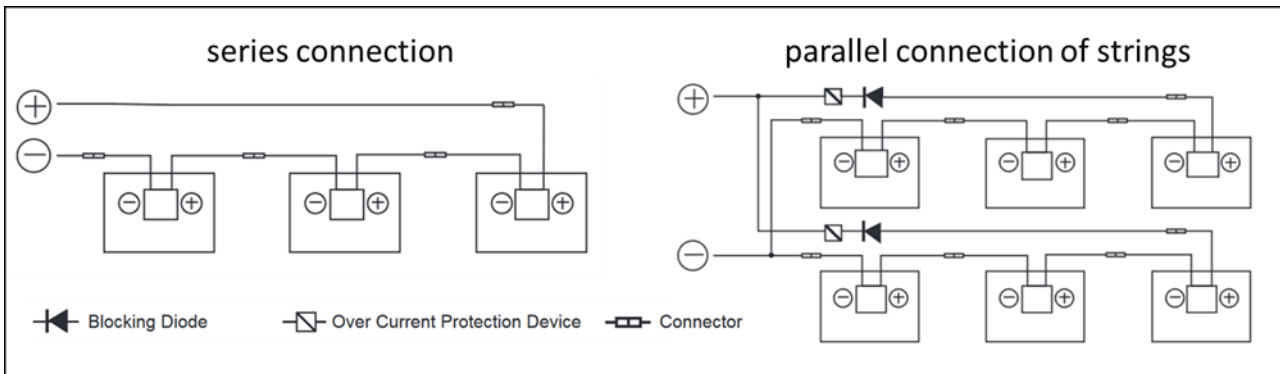 series connection
parallel connection of strings
+
−
− +
− +
− +
+
− +
− +
− +
−
− +
− +
− +
Blocking Diode
Over Current Protection Device
Connector